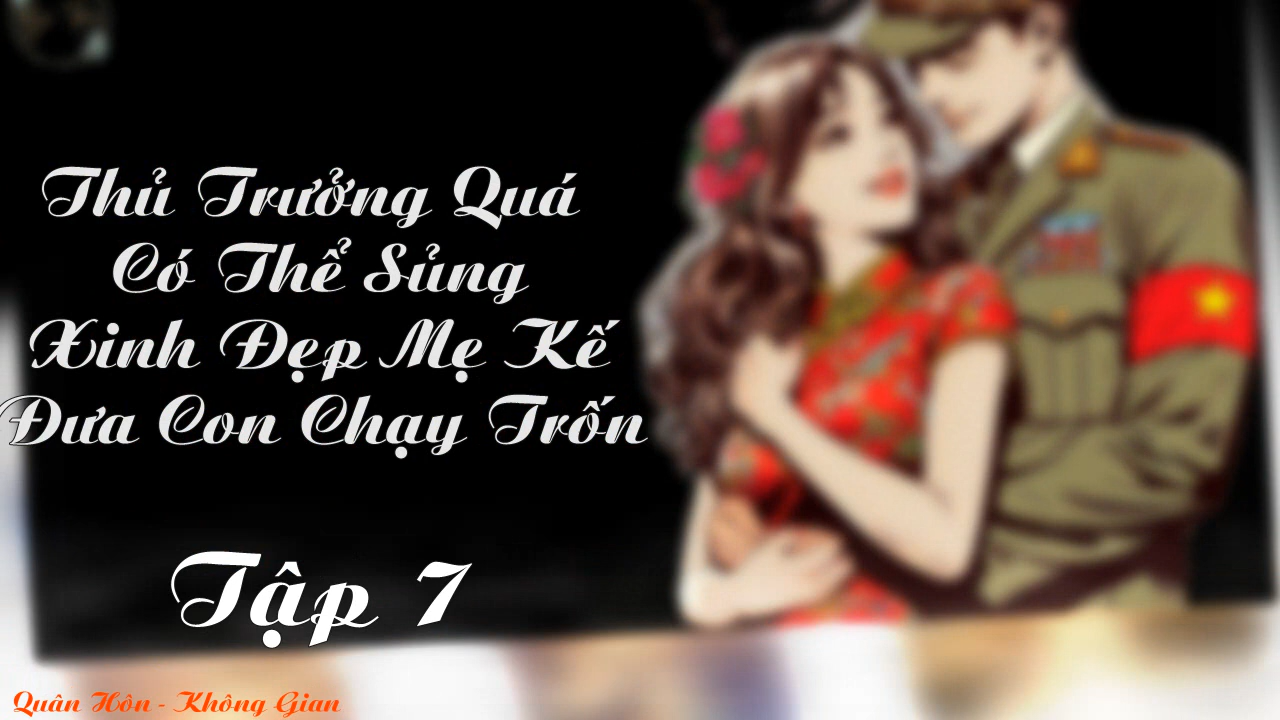 Thủ Trưởng Quá
Có Thể Sủng
Xinh Đẹp Mẹ Kế
Đưa Con Chạy Trốn
Tập 7
Quân Hôn - Không Gian